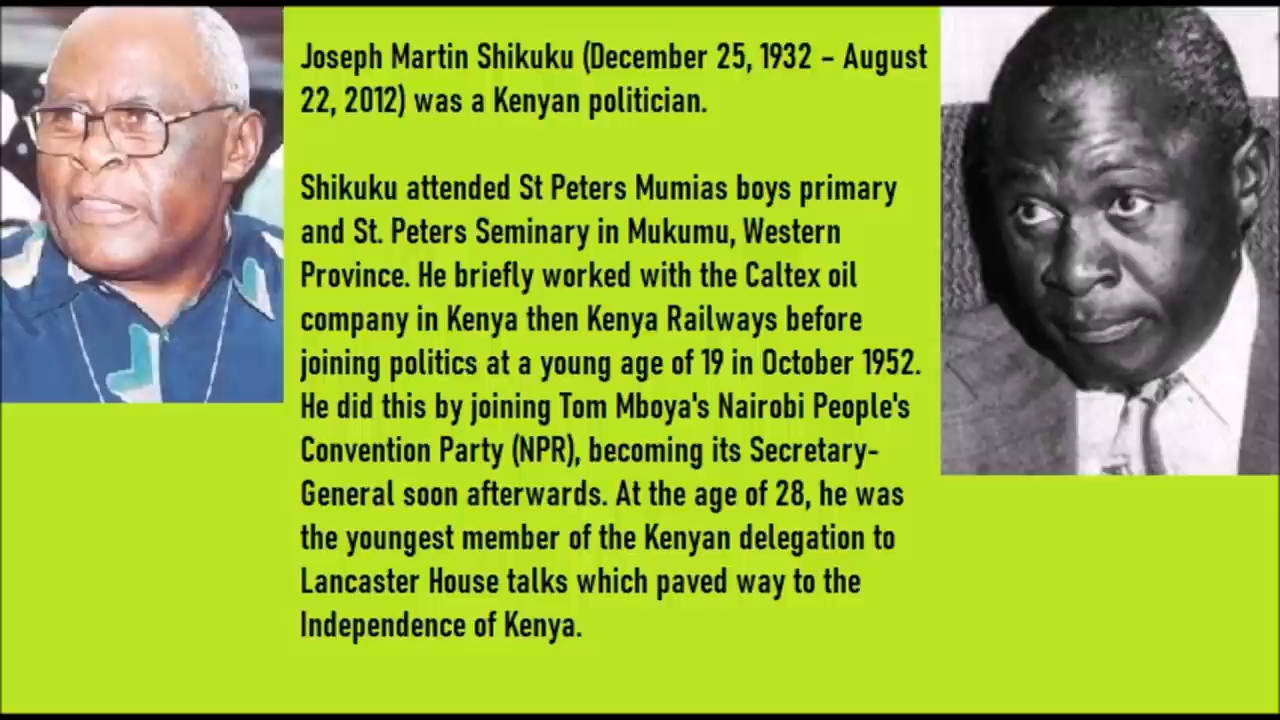 Joseph Martin Shikuku (December 25, 1932 – August
22, 2012) was a Kenyan politician.
Shikuku attended St Peters Mumias boys primary
and St. Peters Seminary in Mukumu, Western
Province. He briefly worked with the Caltex oil
company in Kenya then Kenya Railways before
joining politics at a young age of 19 in October 1952.
He did this by joining Tom Mboya's Nairobi People's
Convention Party (NPR), becoming its Secretary-
General soon afterwards. At the age of 28, he was
the youngest member of the Kenyan delegation to
Lancaster House talks which paved way to the
Independence of Kenya.